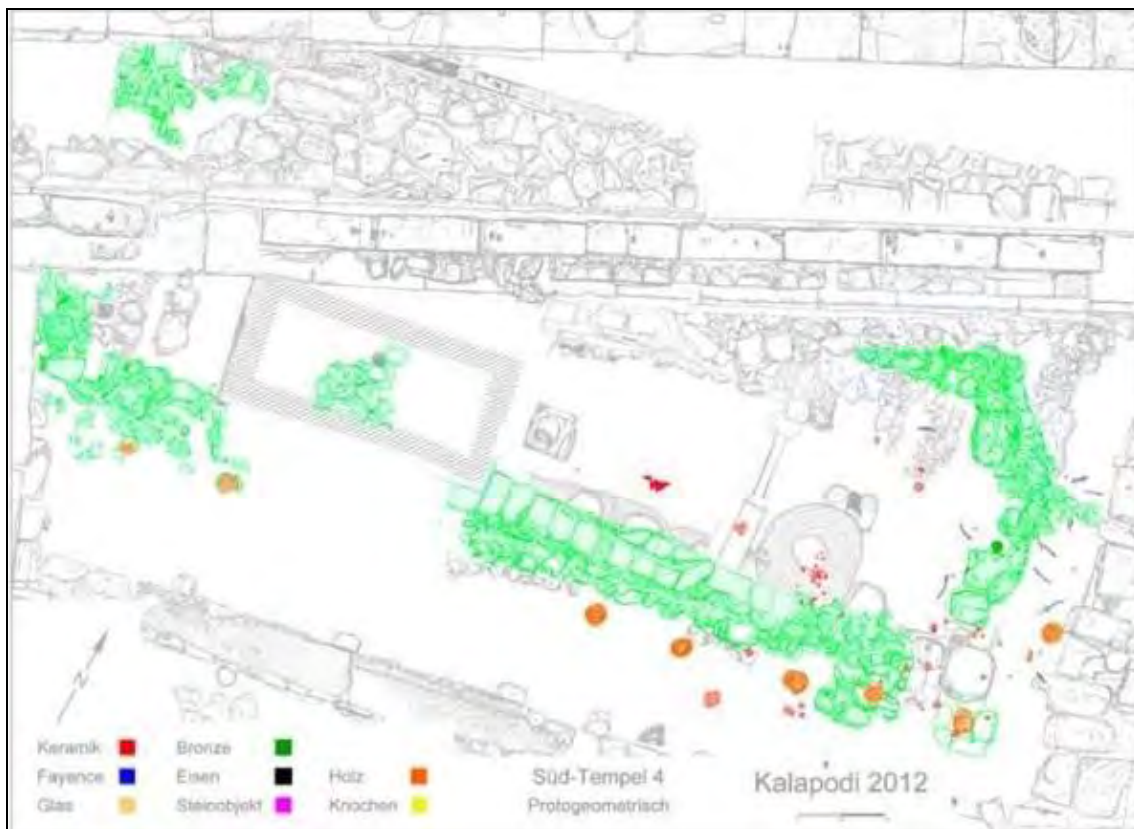 N
Keramik Bronze
Fayence Eisen Holz Süd-Tempel 4 Kalapodi 2012
Glas Steinobjekt Knochen Protogeometrisch